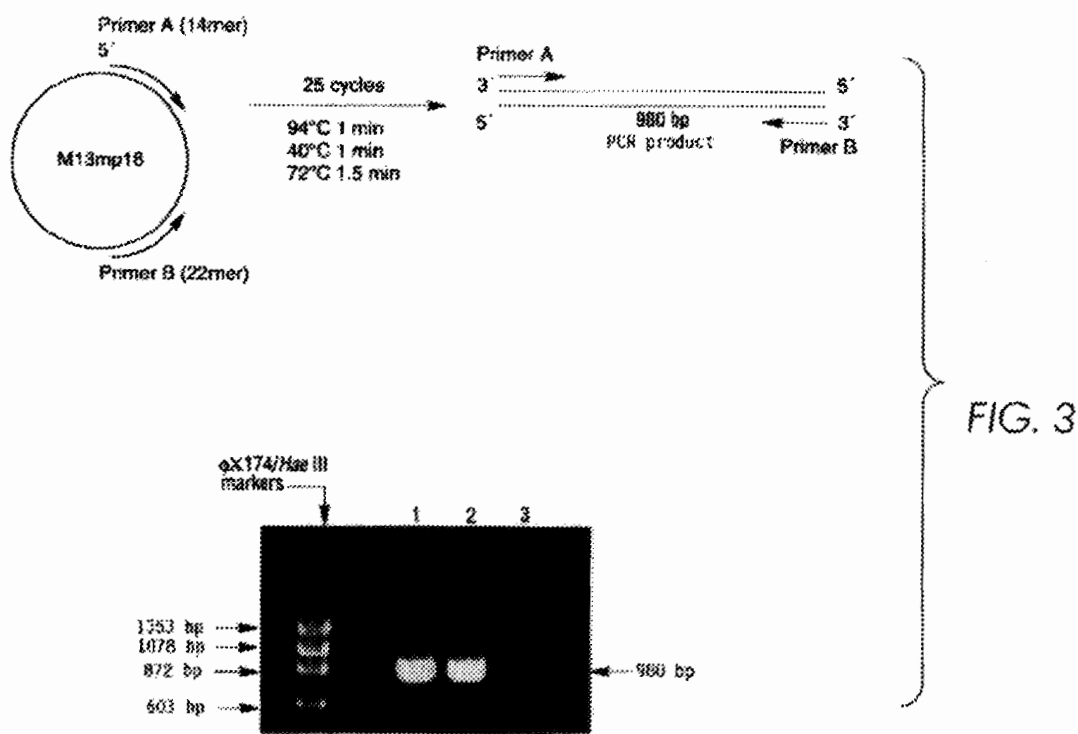 Primer A (14mer)
5´
M13mp18
Primer B (22mer)
25 cycles
94°C 1 min
40°C 1 min
72°C 1.5 min
Primer A
3´ 5´
5´ 3´
980 bp
PCR product
Primer B
FIG. 3
φX174/Hae III
markers
1 2 3
1353 bp
1078 bp
872 bp
603 bp
980 bp